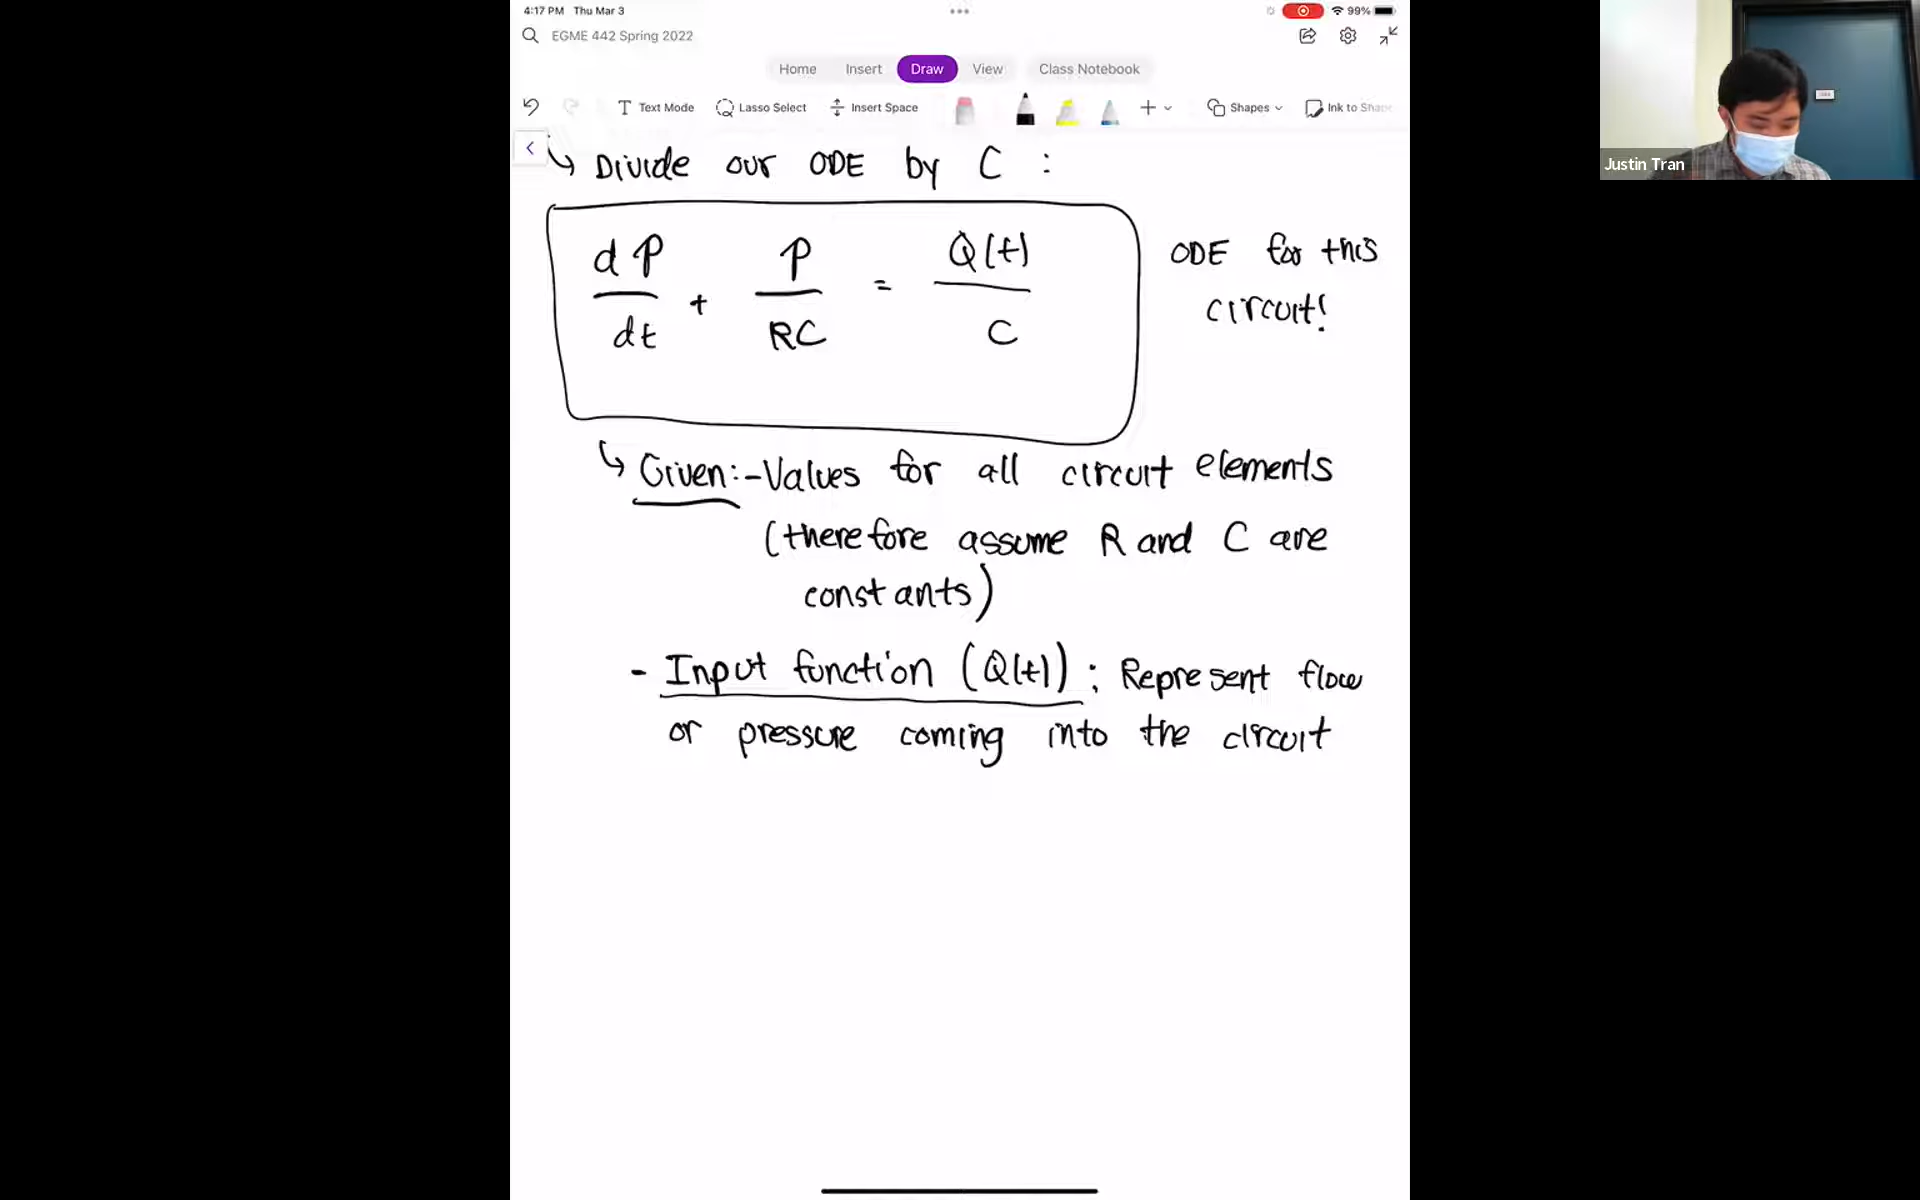 4:17 PM Thu Mar 3
99%
EGME 442 Spring 2022
Home Insert Draw View Class Notebook
Text Mode Lasso Select Insert Space Shapes Ink to Shape
Divide our ODE by C :
dP/dt + P/RC = Q(t)/C
ODE for this
circuit!
Given: - Values for all circuit elements
(therefore assume R and C are
constants)
- Input function (Q(t)) : Represent flow
or pressure coming into the circuit
Justin Tran